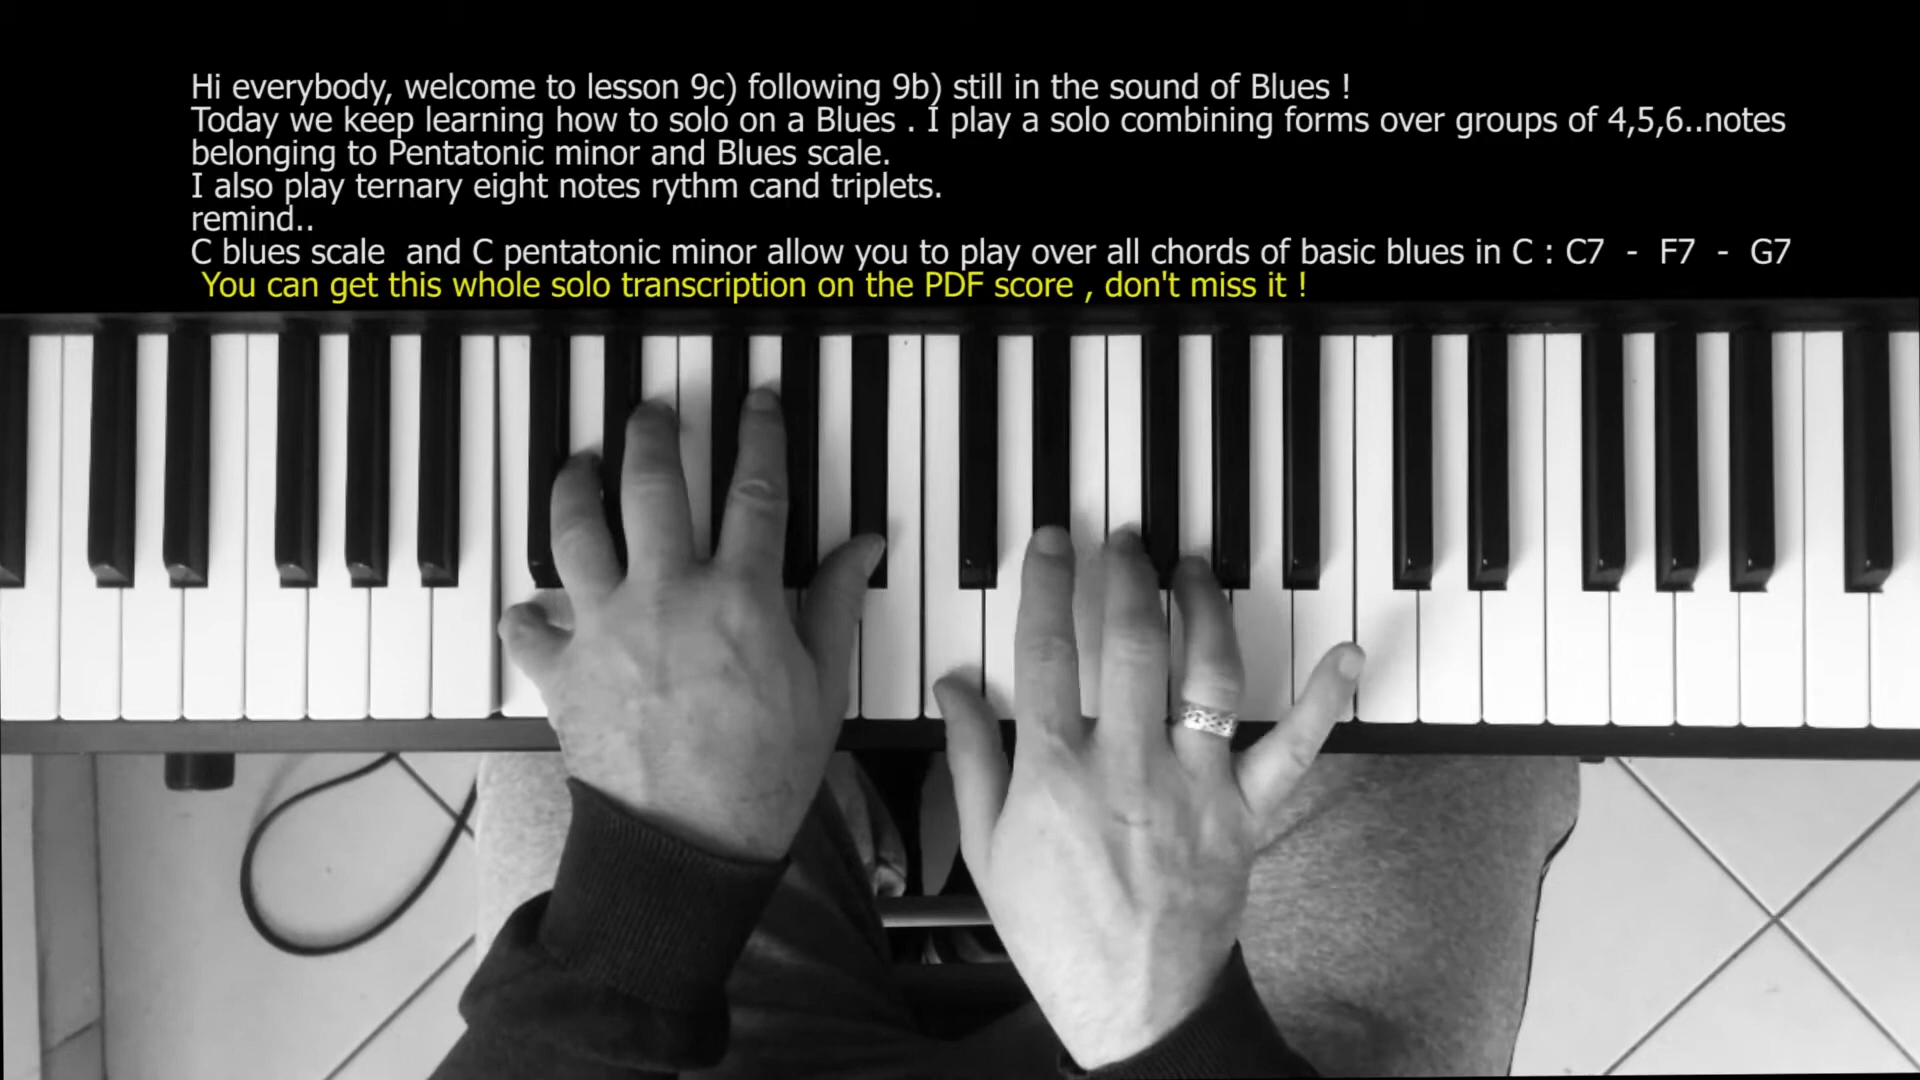 Hi everybody, welcome to lesson 9c) following 9b) still in the sound of Blues !
Today we keep learning how to solo on a Blues . I play a solo combining forms over groups of 4,5,6..notes
belonging to Pentatonic minor and Blues scale.
I also play ternary eight notes rythm cand triplets.
remind..
C blues scale  and C pentatonic minor allow you to play over all chords of basic blues in C : C7  -  F7  -  G7
You can get this whole solo transcription on the PDF score , don't miss it !